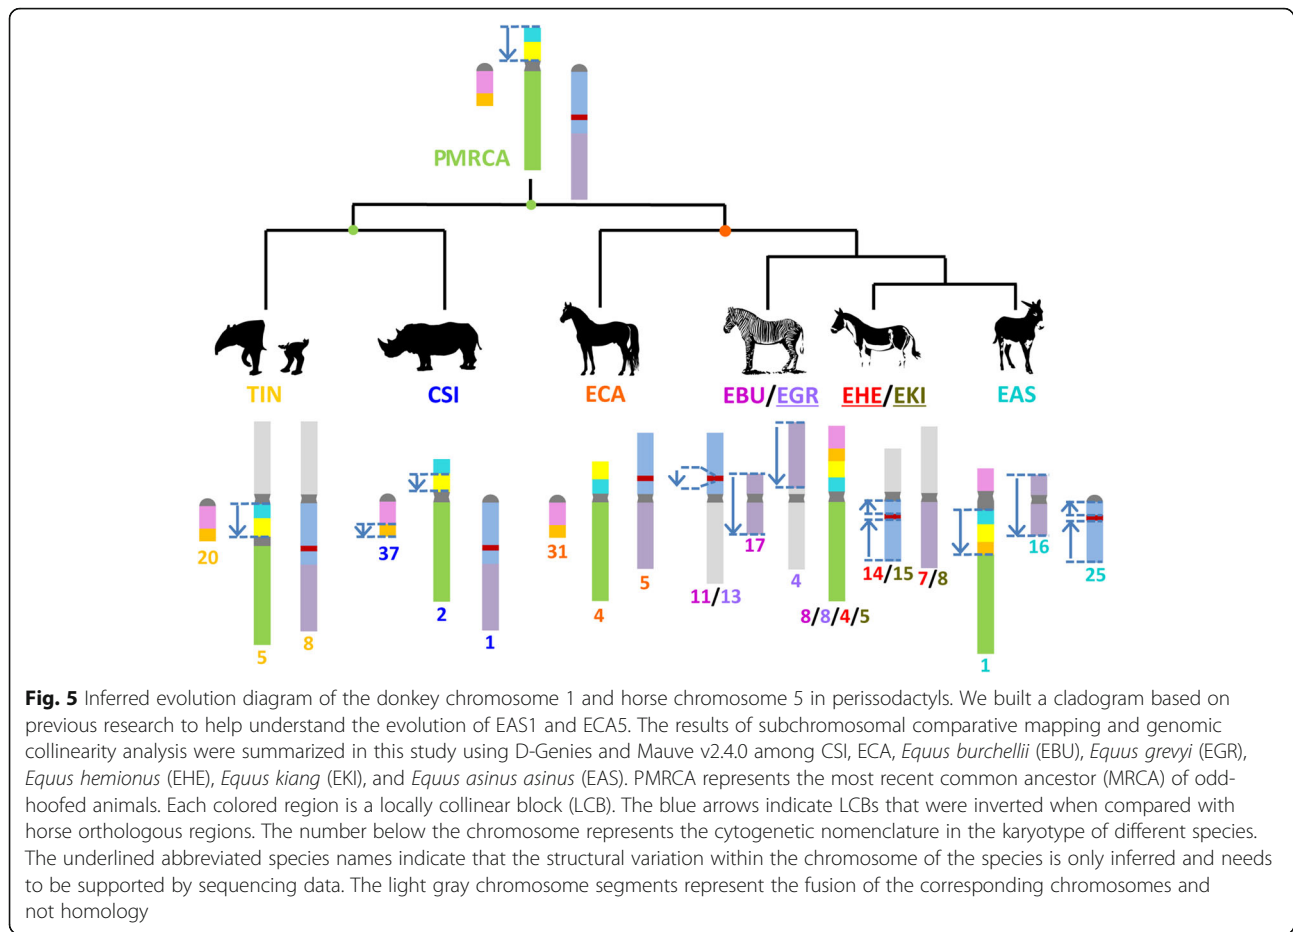 PMRCA
TIN
CSI
ECA
EBU/EGR
EHE/EKI
EAS
20
5
8
37
2
1
31
4
5
11/13
17
4
8/8/4/5
14/15
7/8
1
16
25
Fig. 5 Inferred evolution diagram of the donkey chromosome 1 and horse chromosome 5 in perissodactyls. We built a cladogram based on
previous research to help understand the evolution of EAS1 and ECA5. The results of subchromosomal comparative mapping and genomic
collinearity analysis were summarized in this study using D-Genies and Mauve v2.4.0 among CSI, ECA, Equus burchellii (EBU), Equus grevyi (EGR),
Equus hemionus (EHE), Equus kiang (EKI), and Equus asinus asinus (EAS). PMRCA represents the most recent common ancestor (MRCA) of odd-
hoofed animals. Each colored region is a locally collinear block (LCB). The blue arrows indicate LCBs that were inverted when compared with
horse orthologous regions. The number below the chromosome represents the cytogenetic nomenclature in the karyotype of different species.
The underlined abbreviated species names indicate that the structural variation within the chromosome of the species is only inferred and needs
to be supported by sequencing data. The light gray chromosome segments represent the fusion of the corresponding chromosomes and
not homology